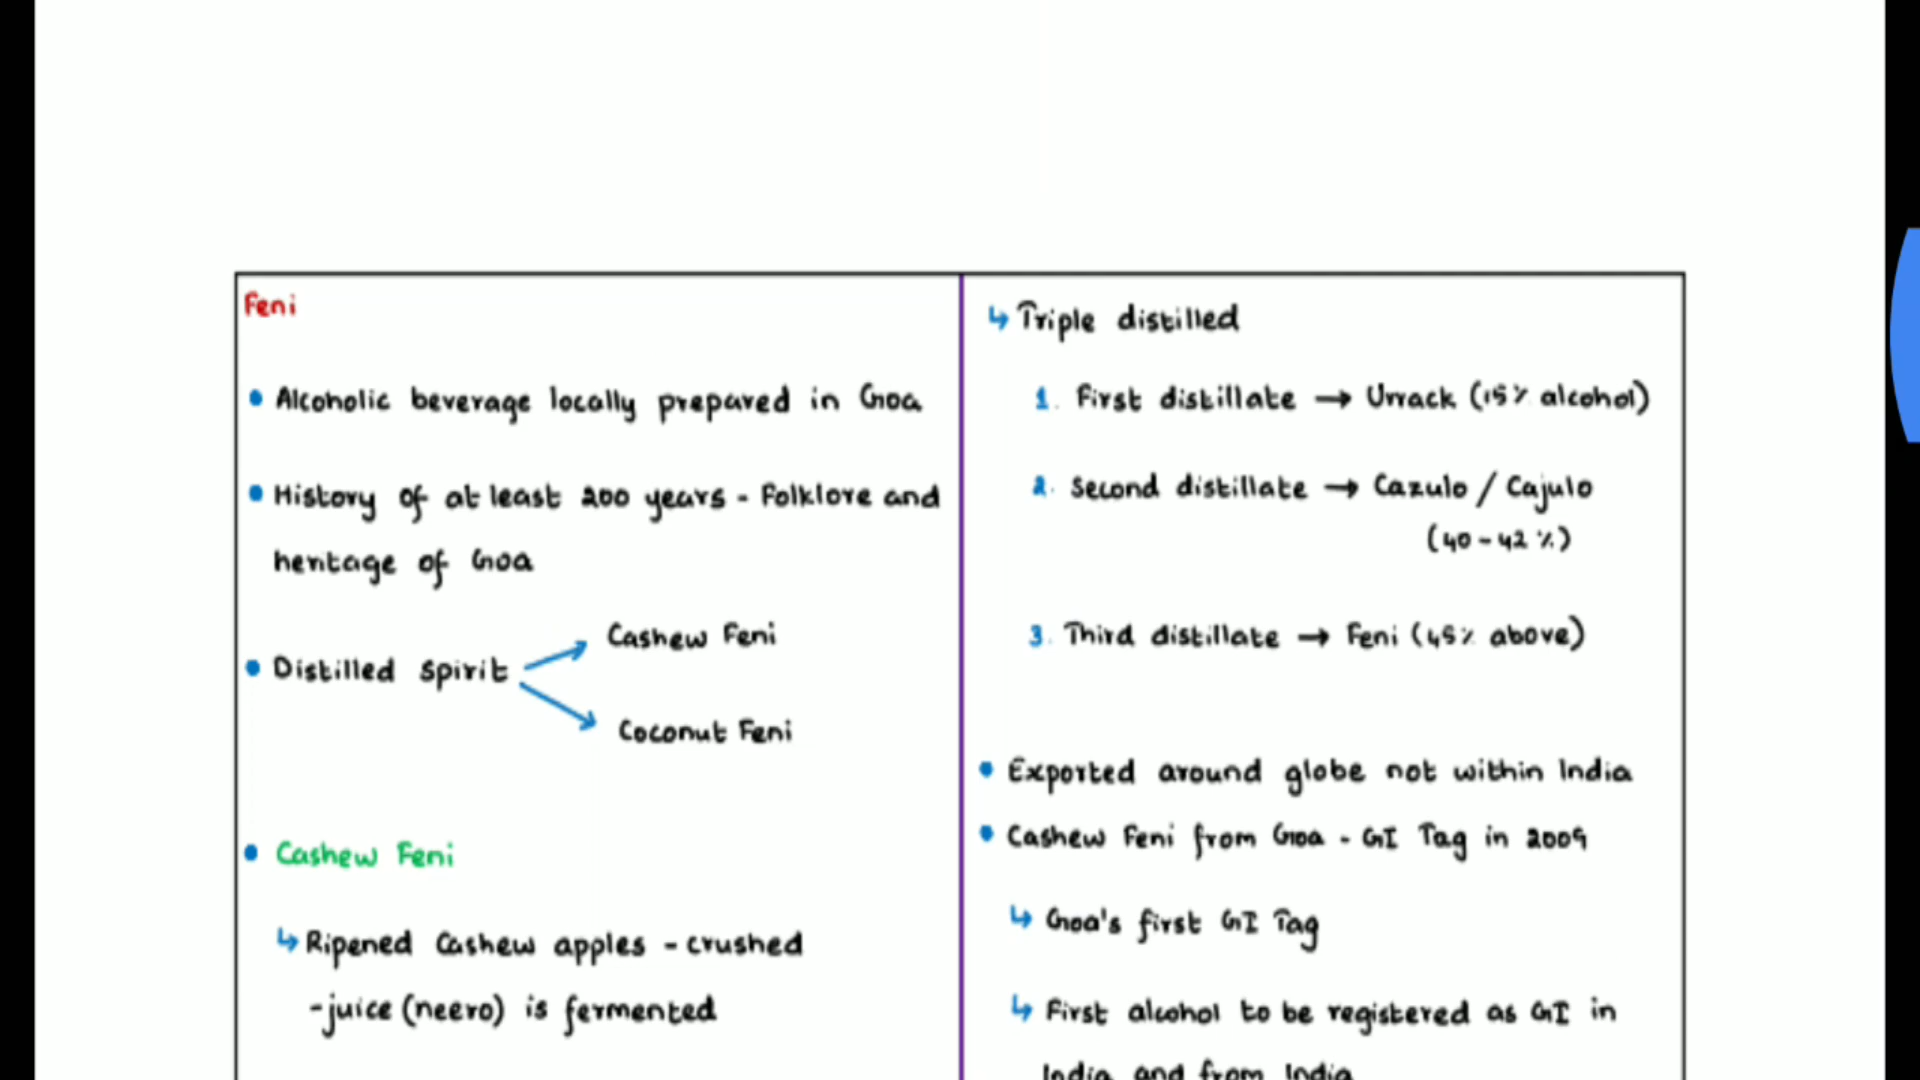 Feni
• Alcoholic beverage locally prepared in Goa
• History of at least 200 years - Folklore and
heritage of Goa
• Distilled spirit
Cashew Feni
Coconut Feni
• Cashew Feni
↳ Ripened Cashew apples - crushed
- juice (neero) is fermented
↳ Triple distilled
1. First distillate → Urrack (15% alcohol)
2. Second distillate → Cazulo / Cajulo
(40 - 42 %)
3. Third distillate → Feni (45% above)
• Exported around globe not within India
• Cashew Feni from Goa - GI Tag in 2009
↳ Goa's first GI Tag
↳ First alcohol to be registered as GI in
India and from India